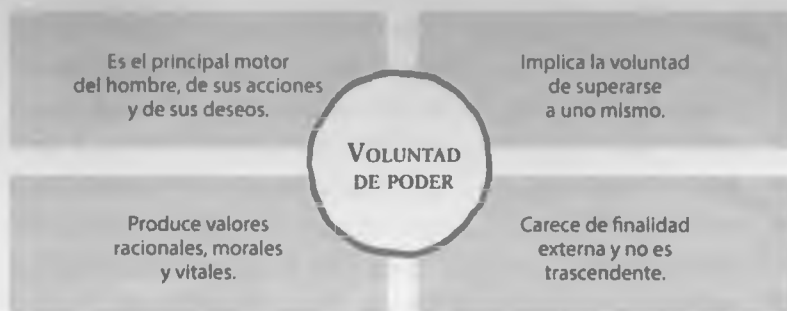 Es el principal motor
del hombre, de sus acciones
y de sus deseos.
Implica la voluntad
de superarse
a uno mismo.
VOLUNTAD
DE PODER
Produce valores
racionales, morales
y vitales.
Carece de finalidad
externa y no es
trascendente.